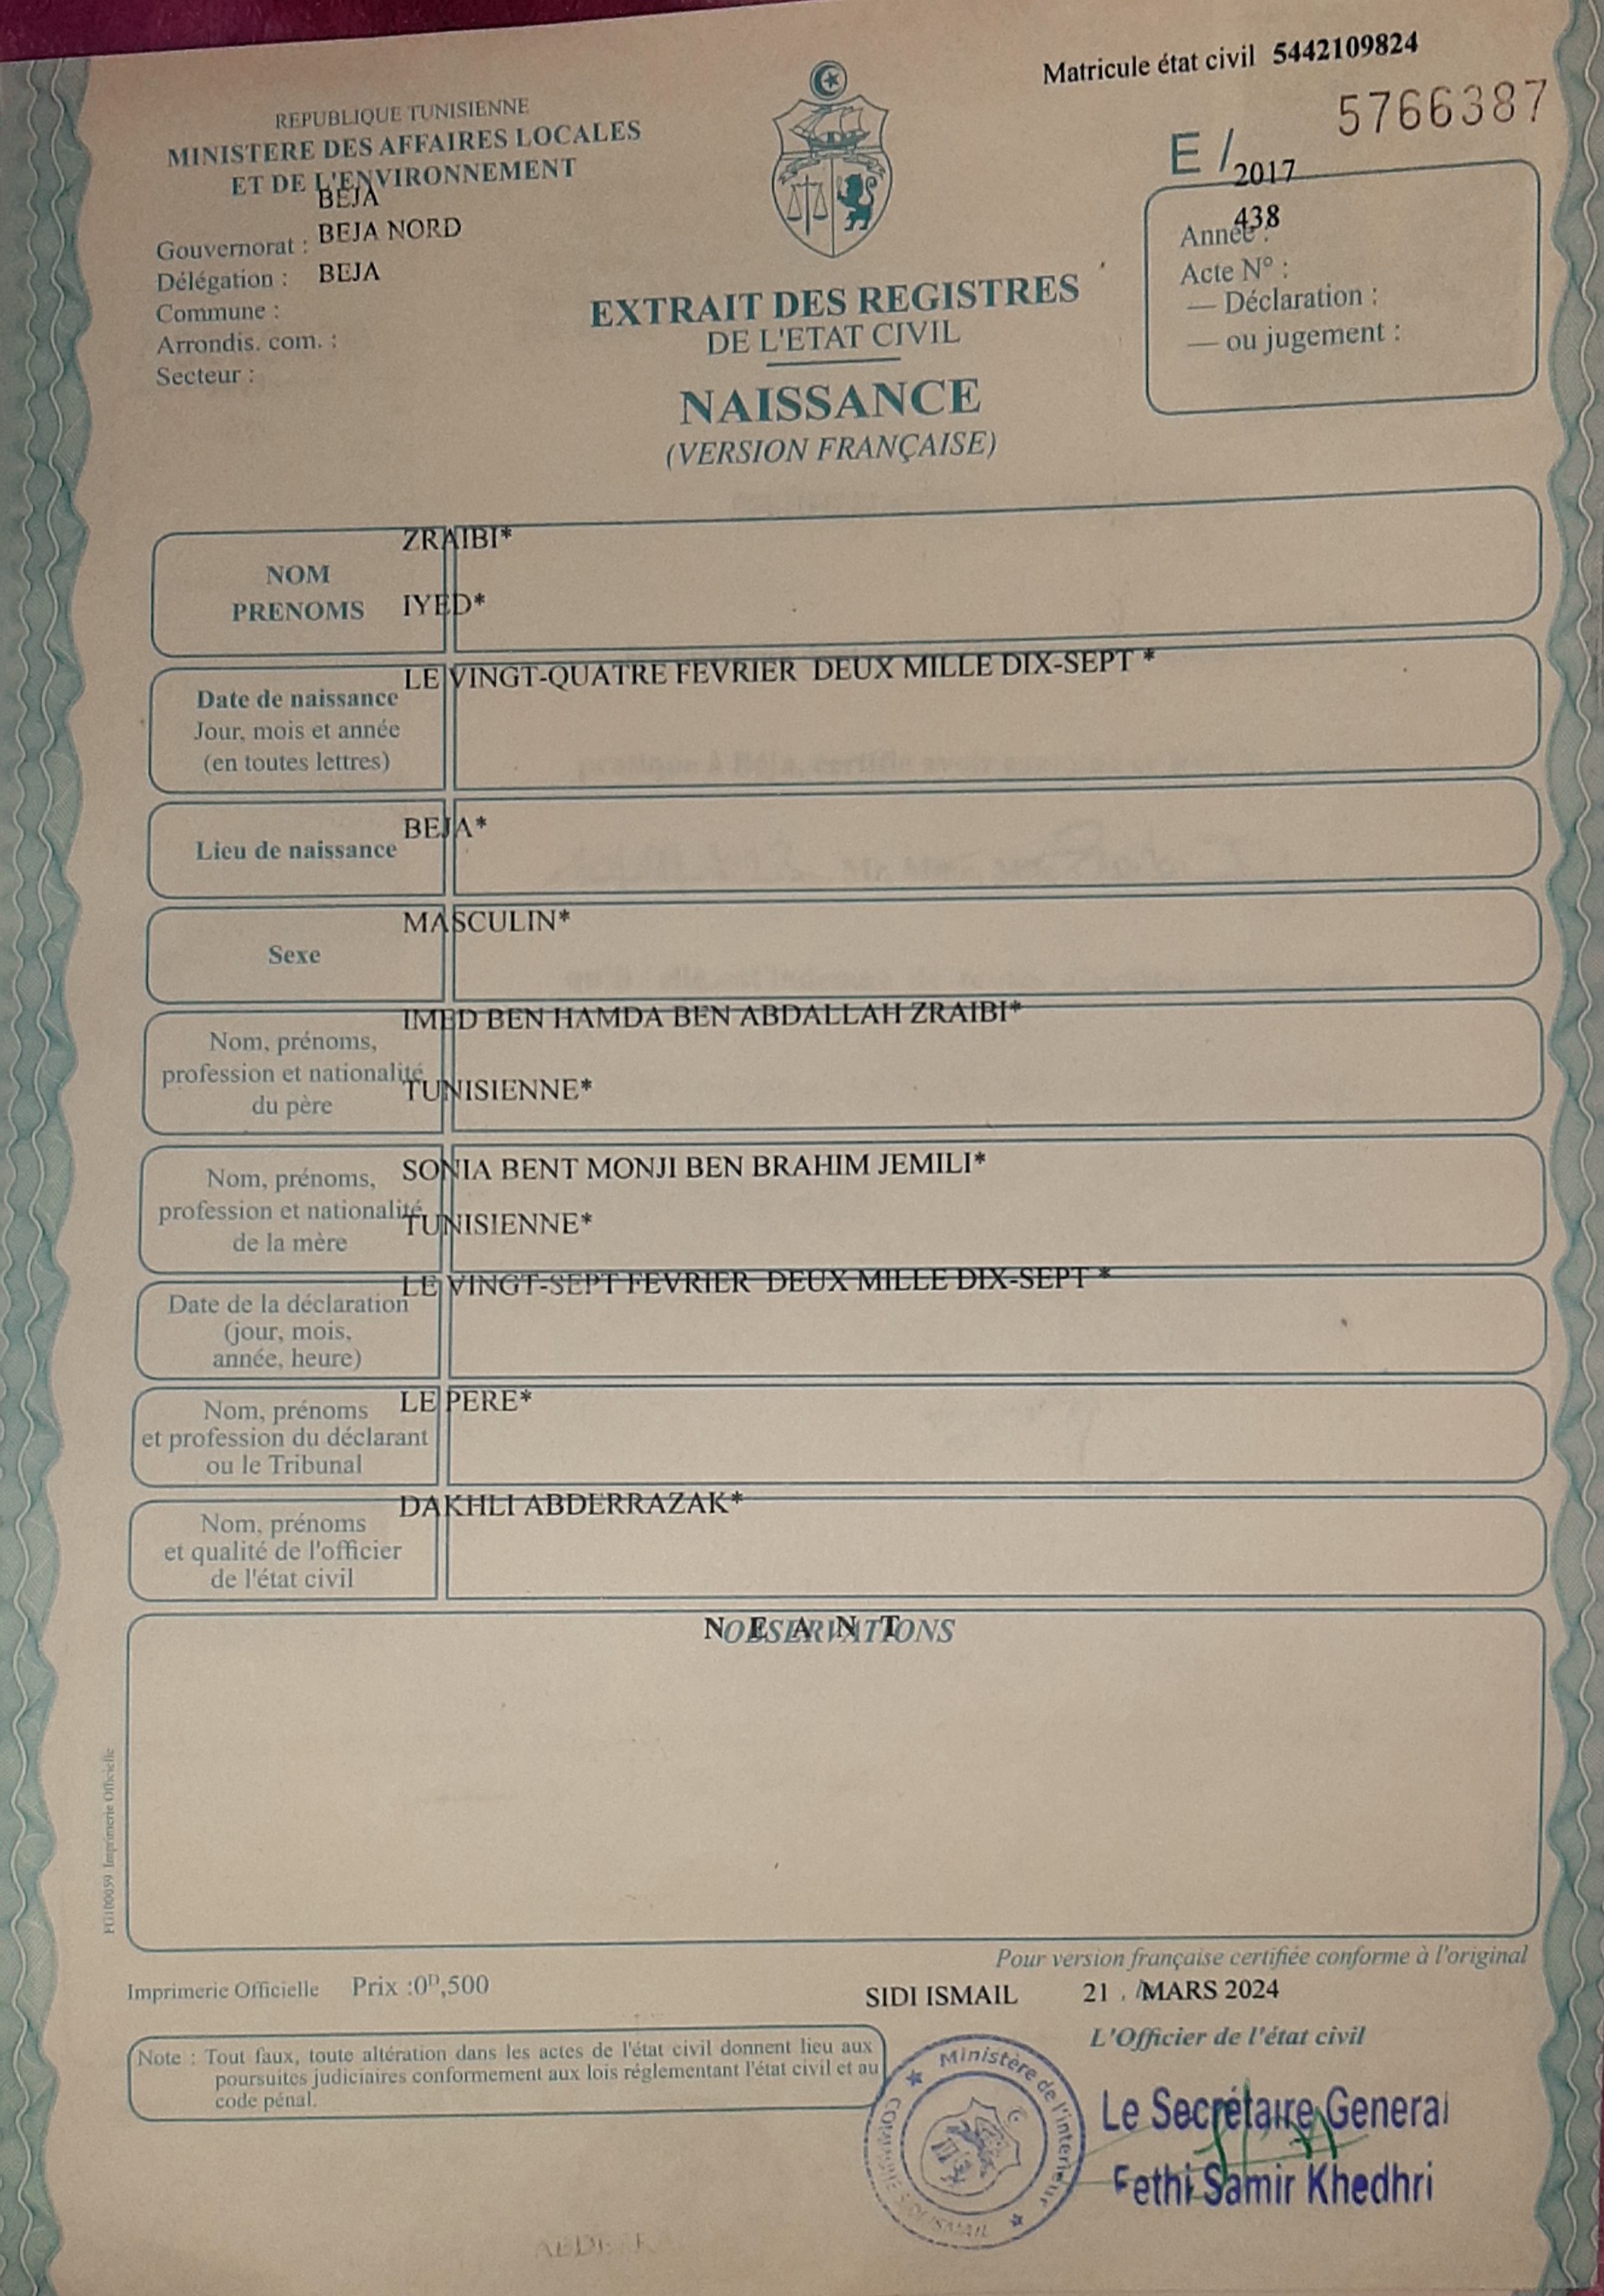 Matricule état civil 5442109824
5766387
E / 2017
438
Année :
Acte N° :
— Déclaration :
— ou jugement :
REPUBLIQUE TUNISIENNE
MINISTERE DES AFFAIRES LOCALES
ET DE L'ENVIRONNEMENT
BEJA
Gouvernorat : BEJA NORD
Délégation : BEJA
Commune :
Arrondis. com. :
Secteur :
EXTRAIT DES REGISTRES
DE L'ETAT CIVIL
NAISSANCE
(VERSION FRANÇAISE)
ZRAIBI*
NOM
PRENOMS IYED*
LE VINGT-QUATRE FEVRIER DEUX MILLE DIX-SEPT *
Date de naissance
Jour, mois et année
(en toutes lettres)
BEJA*
Lieu de naissance
MASCULIN*
Sexe
IMED BEN HAMDA BEN ABDALLAH ZRAIBI*
Nom, prénoms,
profession et nationalité
TUNISIENNE*
du père
SONIA BENT MONJI BEN BRAHIM JEMILI*
Nom, prénoms,
profession et nationalité
TUNISIENNE*
de la mère
LE VINGT-SEPT FEVRIER DEUX MILLE DIX-SEPT *
Date de la déclaration
(jour, mois,
année, heure)
LE PERE*
Nom, prénoms
et profession du déclarant
ou le Tribunal
DAKHLI ABDERRAZAK*
Nom, prénoms
et qualité de l'officier
de l'état civil
OBSERVATIONS
N E A N T
FG100059 Imprimerie Officielle
Pour version française certifiée conforme à l'original
Imprimerie Officielle Prix :0ᴰ,500
SIDI ISMAIL 21 . MARS 2024
L'Officier de l'état civil
Note : Tout faux, toute altération dans les actes de l'état civil donnent lieu aux
poursuites judiciaires conformement aux lois réglementant l'état civil et au
code pénal.
Ministère de l'interieur
COMMUNE SIDI ISMAIL
Le Secrétaire General
Fethi Samir Khedhri